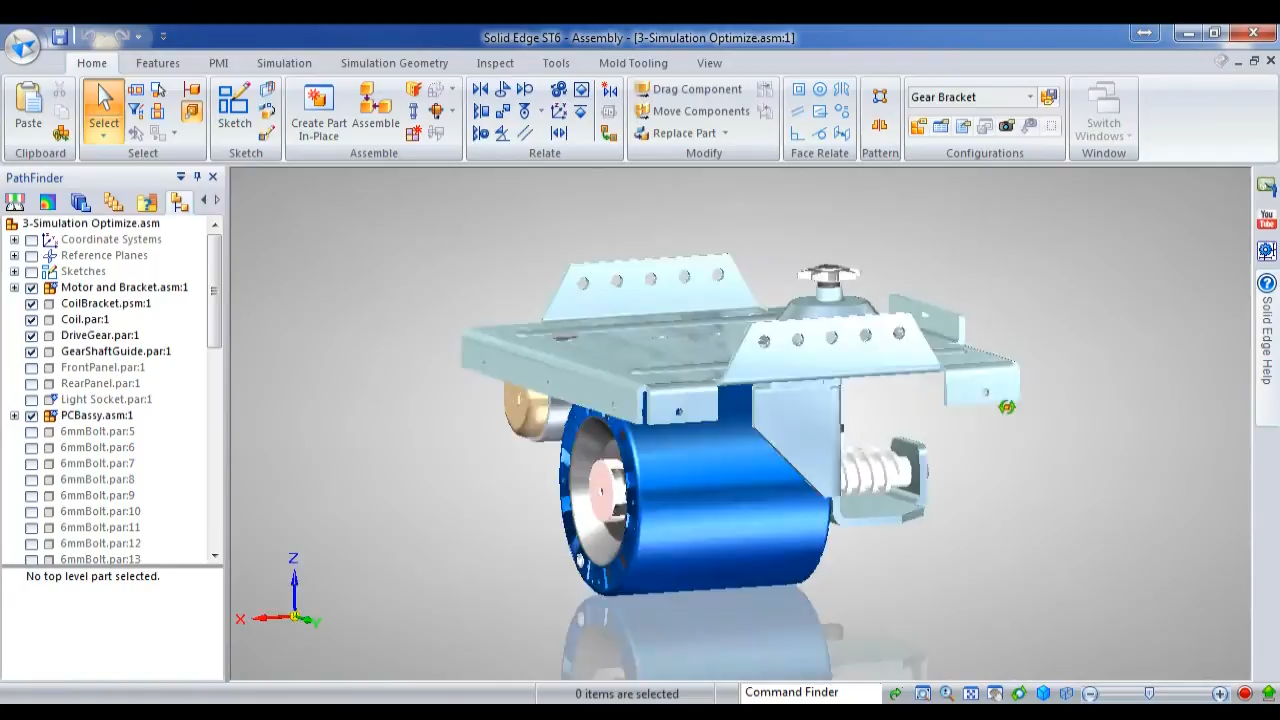 Solid Edge ST6 - Assembly - [3-Simulation Optimize.asm:1]
Home Features PMI Simulation Simulation Geometry Inspect Tools Mold Tooling View
Paste
Clipboard
Select
Select
Sketch
Sketch
Create Part
In-Place
Assemble
Assemble
Relate
Drag Component
Move Components
Replace Part
Modify
Face Relate
Pattern
Gear Bracket
Configurations
Switch
Windows
Window
PathFinder
3-Simulation Optimize.asm
Coordinate Systems
Reference Planes
Sketches
Motor and Bracket.asm:1
CoilBracket.psm:1
Coil.par:1
DriveGear.par:1
GearShaftGuide.par:1
FrontPanel.par:1
RearPanel.par:1
Light Socket.par:1
PCBassy.asm:1
6mmBolt.par:5
6mmBolt.par:6
6mmBolt.par:7
6mmBolt.par:8
6mmBolt.par:9
6mmBolt.par:10
6mmBolt.par:11
6mmBolt.par:12
6mmBolt.par:13
No top level part selected.
Z
X
Y
You
Tube
Solid Edge Help
0 items are selected
Command Finder